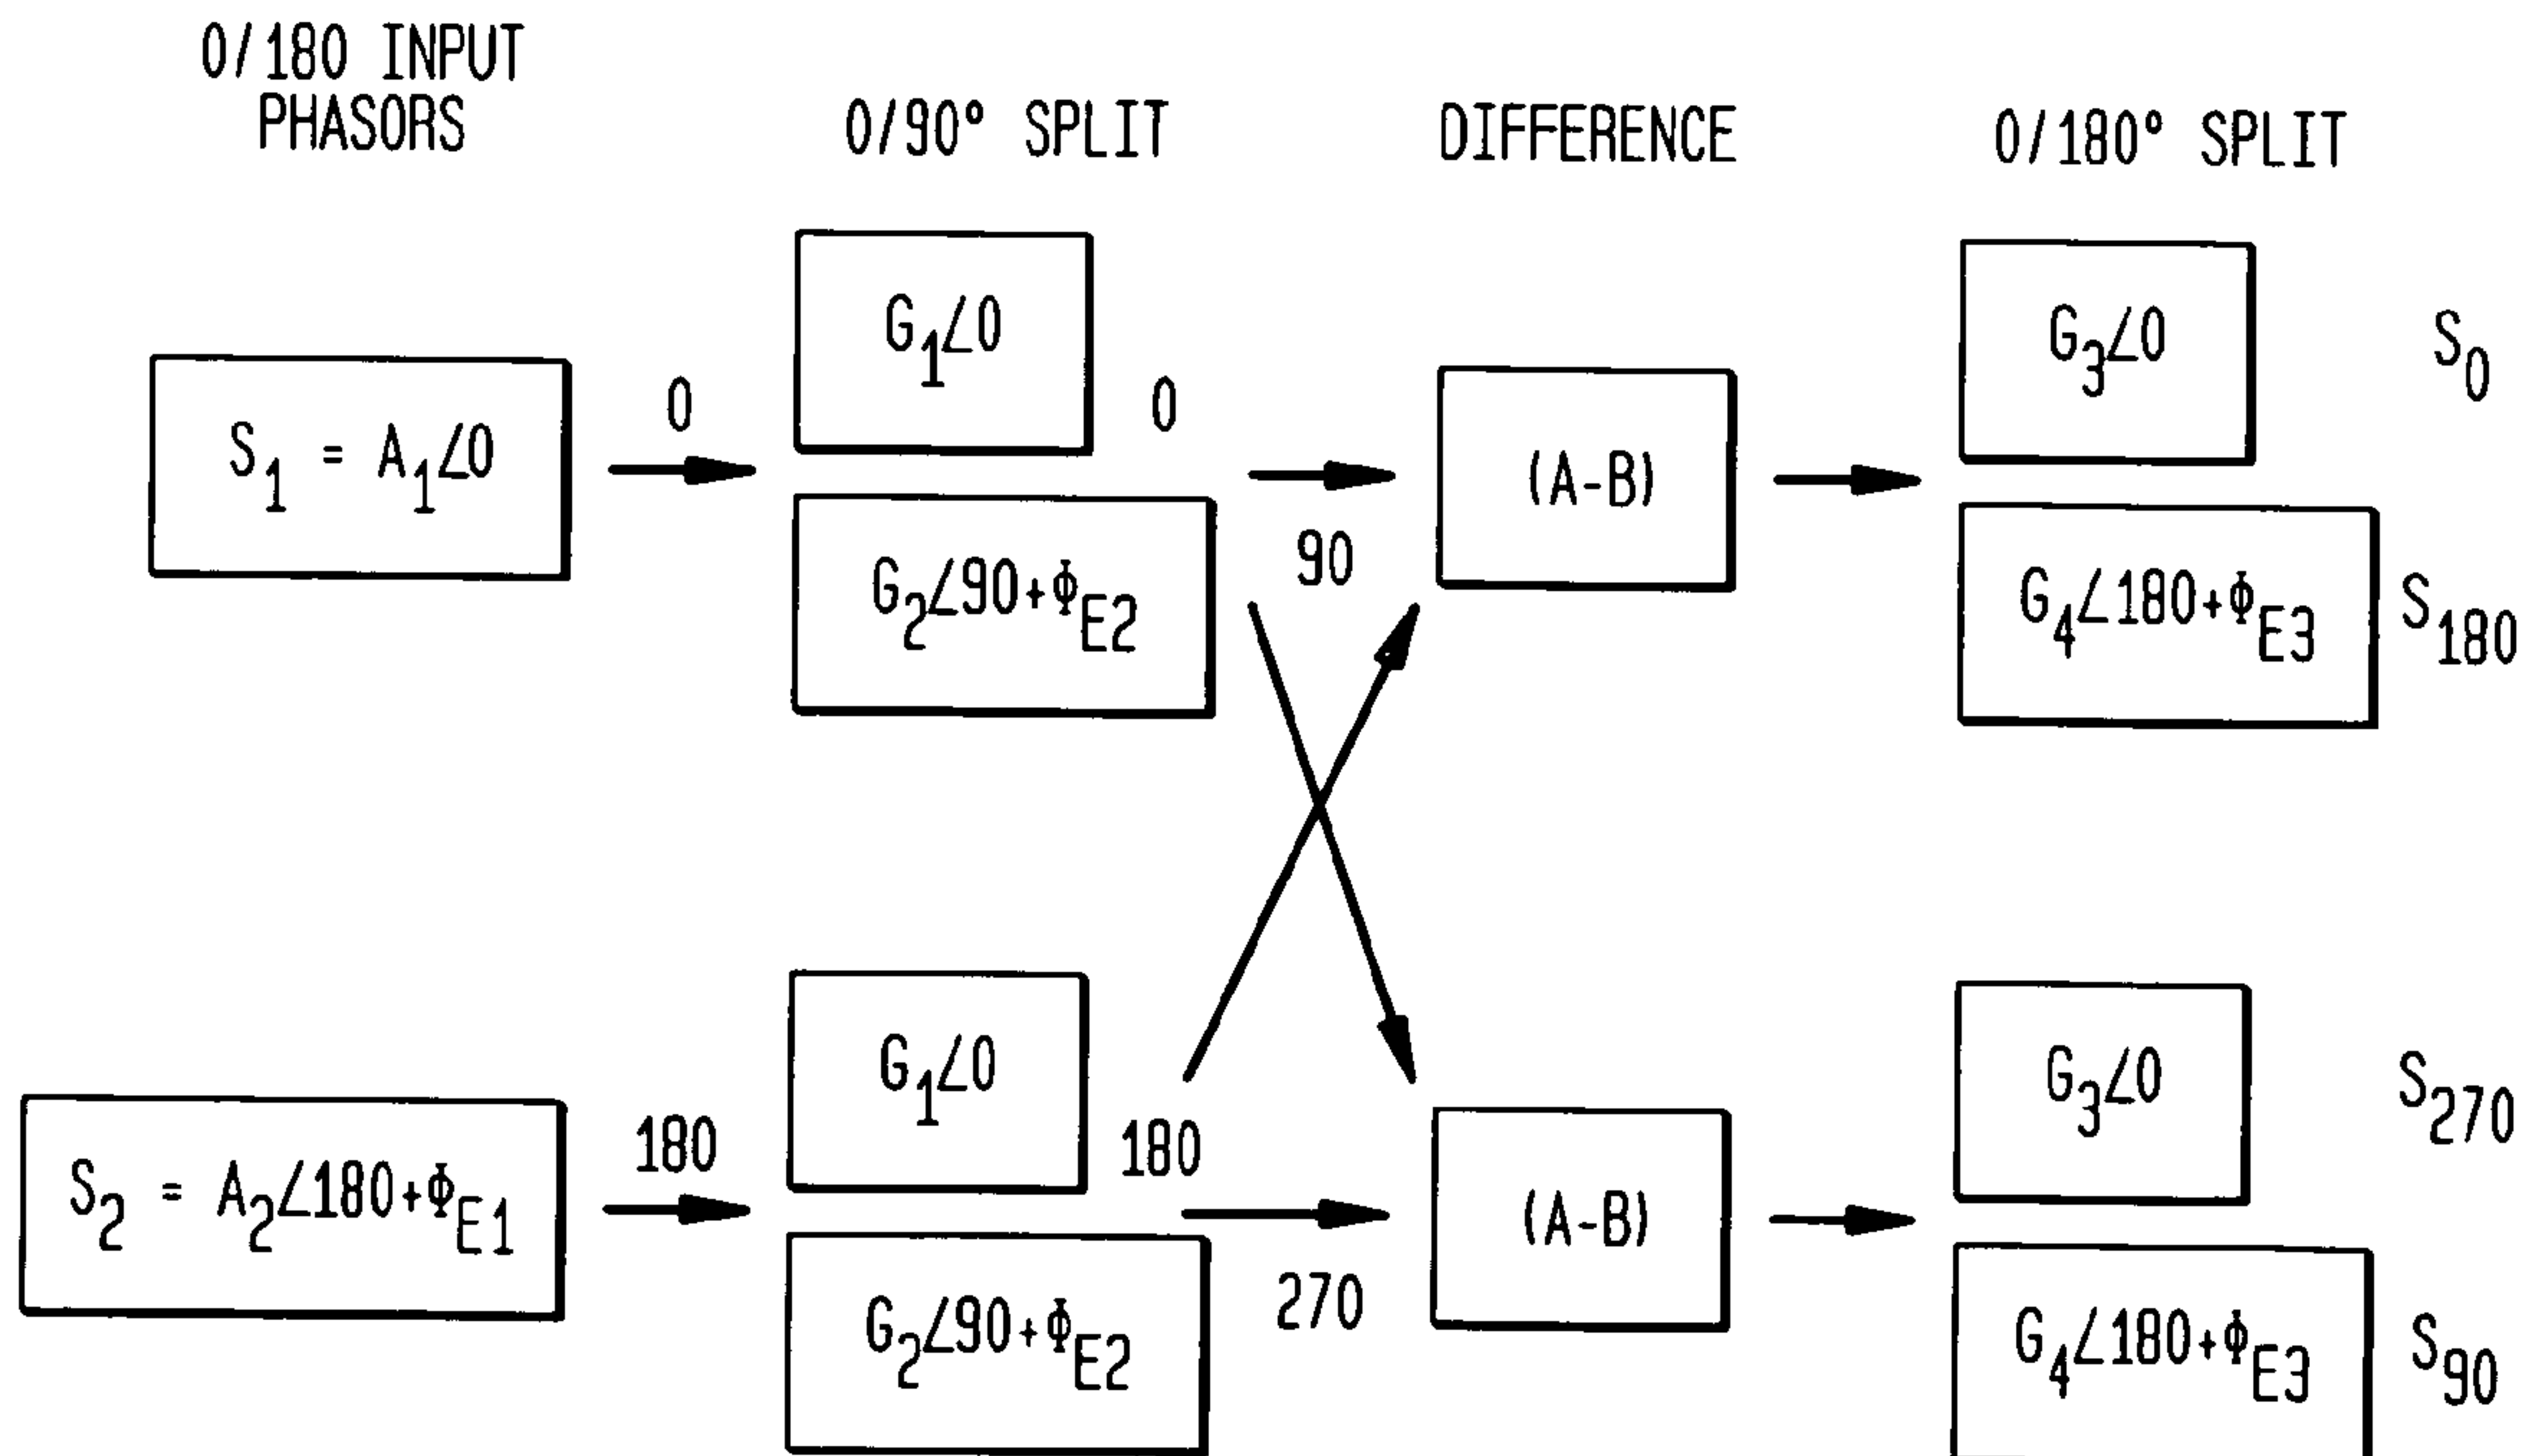 0/180 INPUT
PHASORS
0/90° SPLIT
DIFFERENCE
0/180° SPLIT
S1 = A1∠0
0
G1∠0
0
G2∠90+ΦE2
90
(A-B)
G3∠0
S0
G4∠180+ΦE3
S180
S2 = A2∠180+ΦE1
180
G1∠0
180
G2∠90+ΦE2
270
(A-B)
G3∠0
S270
G4∠180+ΦE3
S90